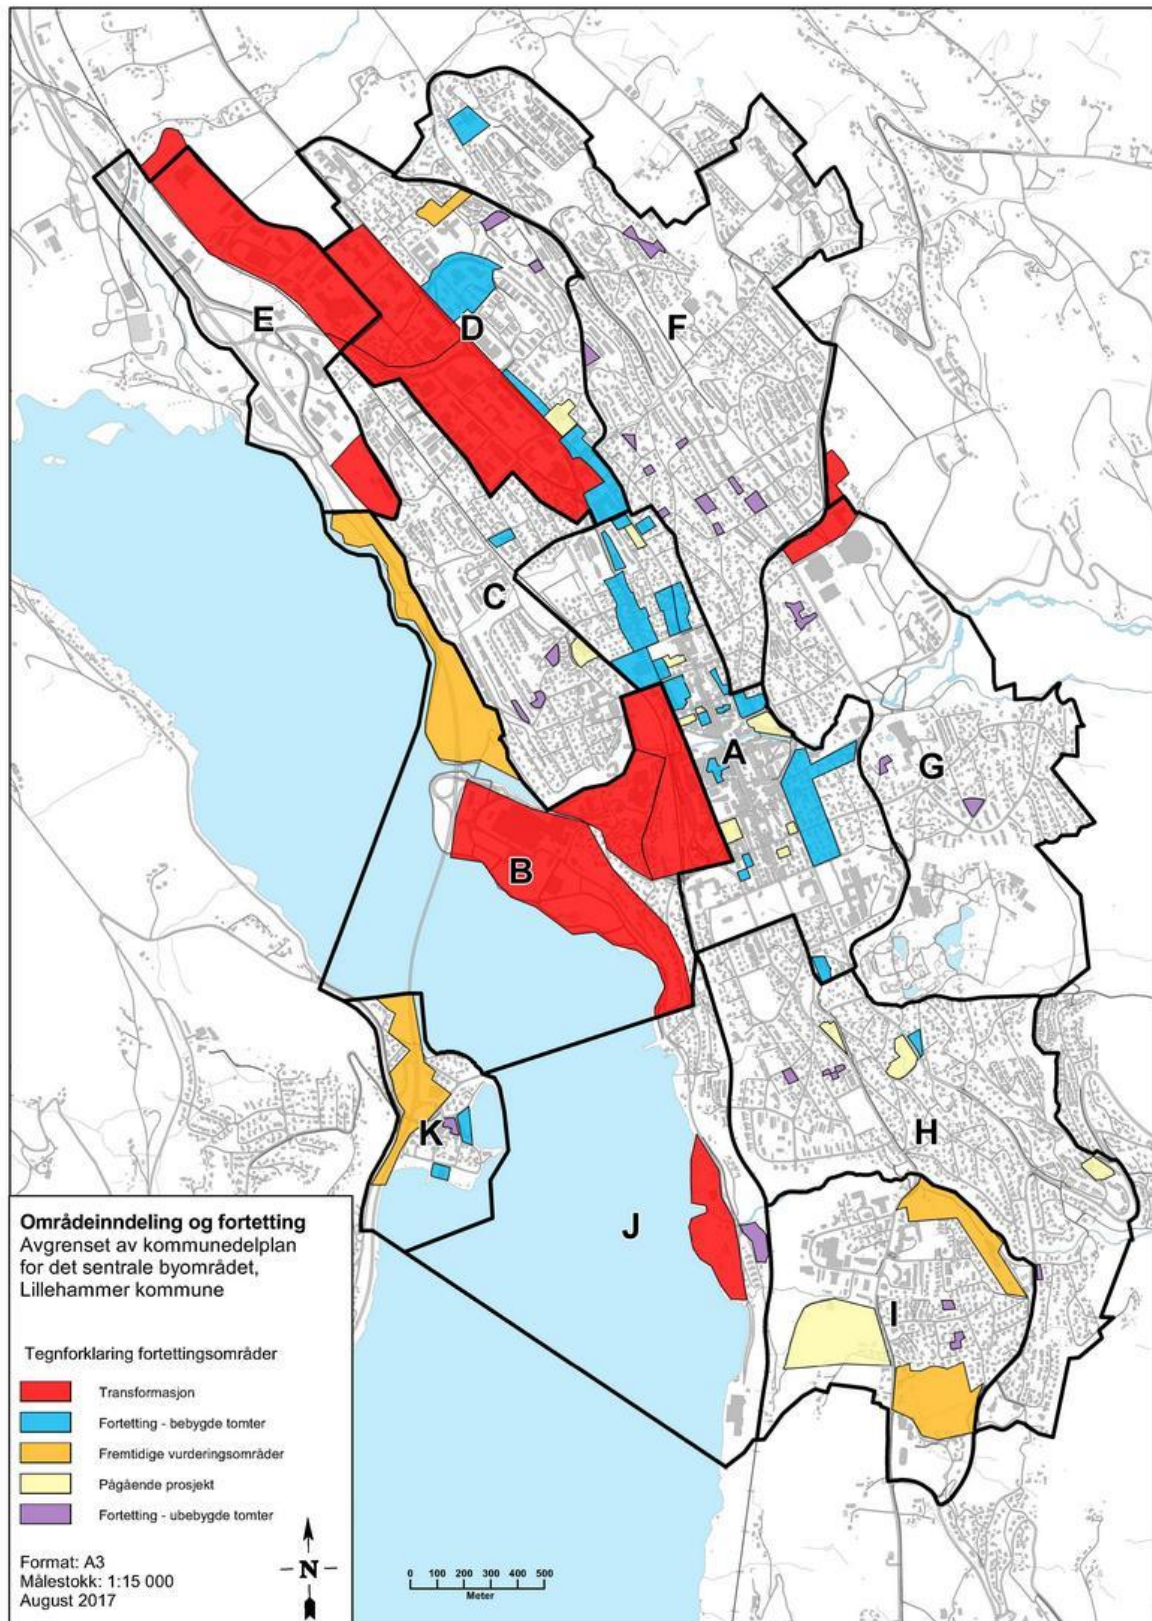 E
D
F
C
A
G
B
K
H
J
I
Områdeinndeling og fortetting
Avgrenset av kommunedelplan
for det sentrale byområdet,
Lillehammer kommune
Tegnforklaring fortettingsområder
Transformasjon
Fortetting - bebygde tomter
Fremtidige vurderingsområder
Pågående prosjekt
Fortetting - ubebygde tomter
Format: A3
Målestokk: 1:15 000
August 2017
N
0 100 200 300 400 500
Meter